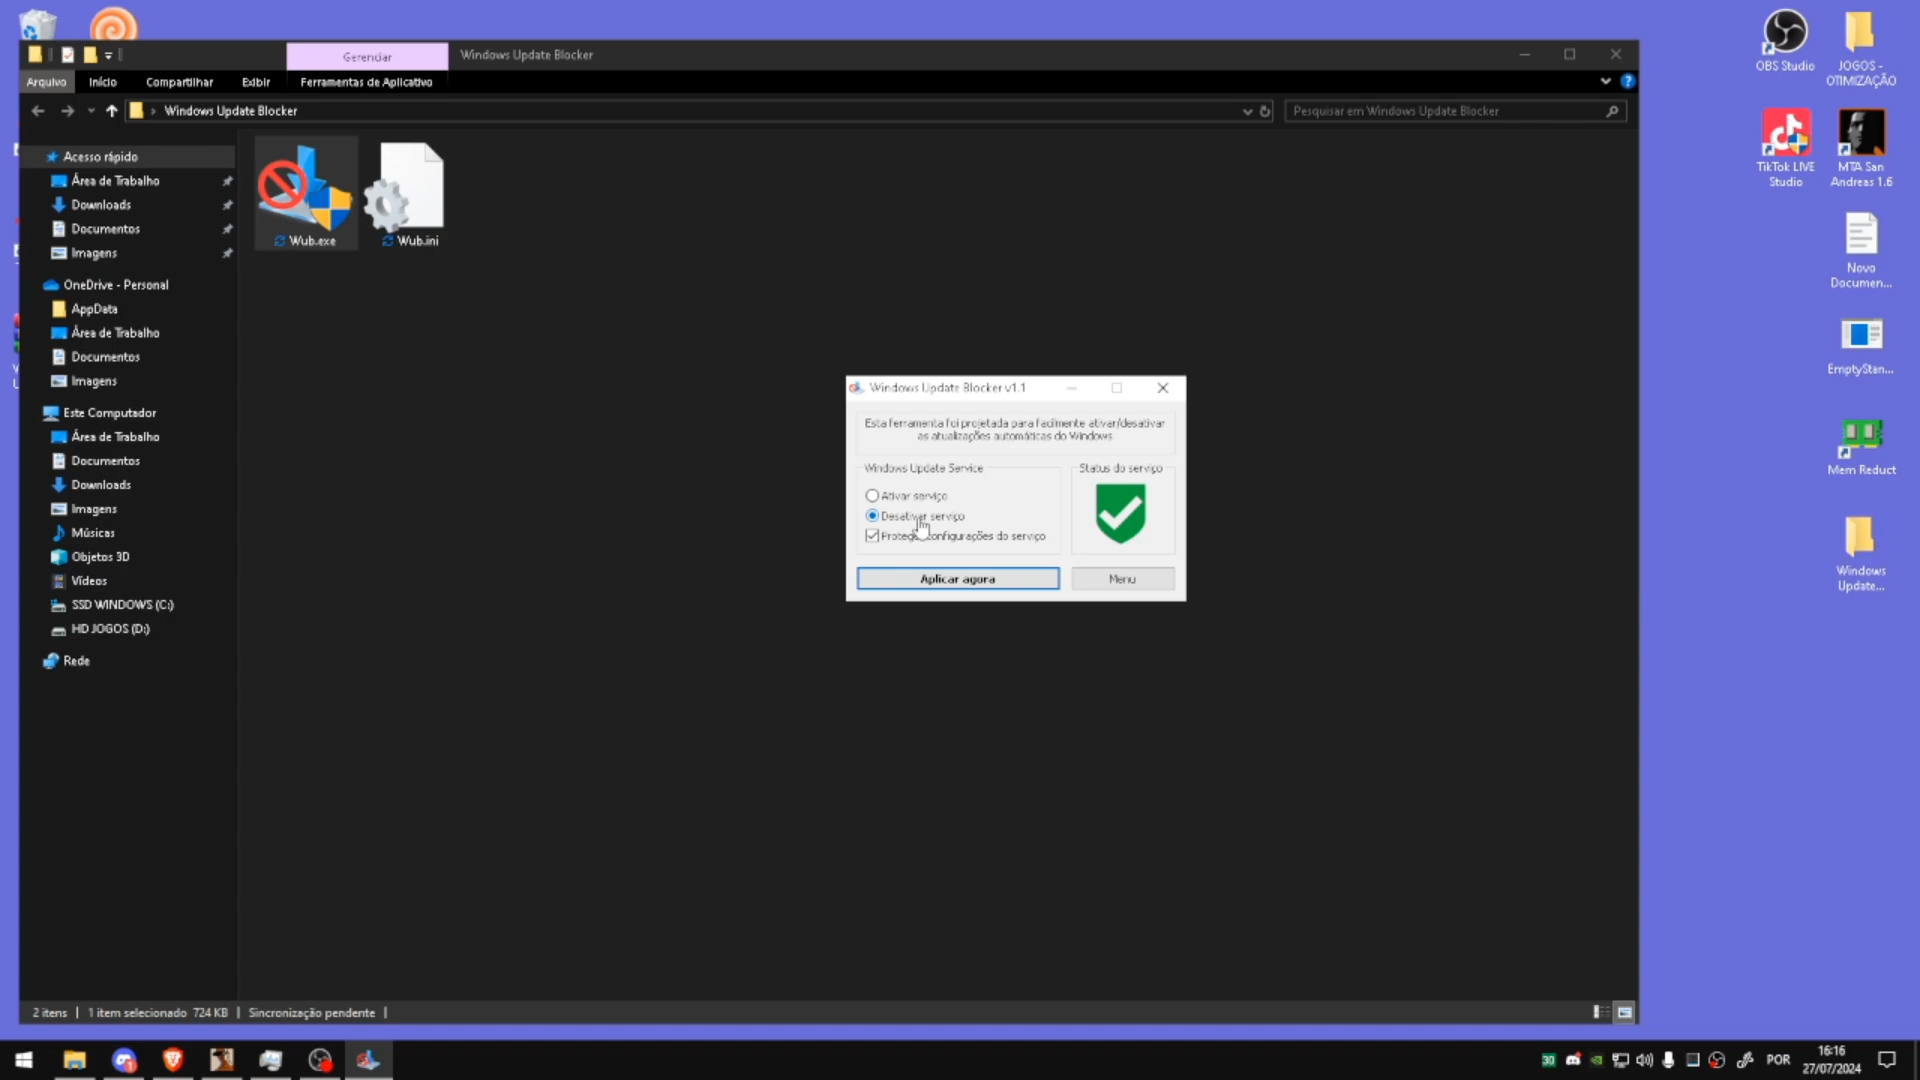 OBS Studio
JOGOS -
OTIMIZAÇÃO
Gerenciar
Windows Update Blocker
Arquivo
Início
Compartilhar
Exibir
Ferramentas de Aplicativo
Windows Update Blocker
Pesquisar em Windows Update Blocker
Acesso rápido
Área de Trabalho
Downloads
Documentos
Imagens
OneDrive - Personal
AppData
Área de Trabalho
Documentos
Imagens
Este Computador
Área de Trabalho
Documentos
Downloads
Imagens
Músicas
Objetos 3D
Vídeos
SSD WINDOWS (C:)
HD JOGOS (D:)
Rede
Wub.exe
Wub.ini
Windows Update Blocker v1.1
Esta ferramenta foi projetada para facilmente ativar/desativar
as atualizações automáticas do Windows
Windows Update Service
Status do serviço
Ativar serviço
Desativar serviço
configurações do serviço
Aplicar agora
Menu
TikTok LIVE
Studio
MTA San
Andreas 1.6
Novo
Documen...
EmptyStan...
Mem Reduct
Windows
Update...
2 itens
1 item selecionado 724 KB
Sincronização pendente
30
POR
16:16
27/07/2024